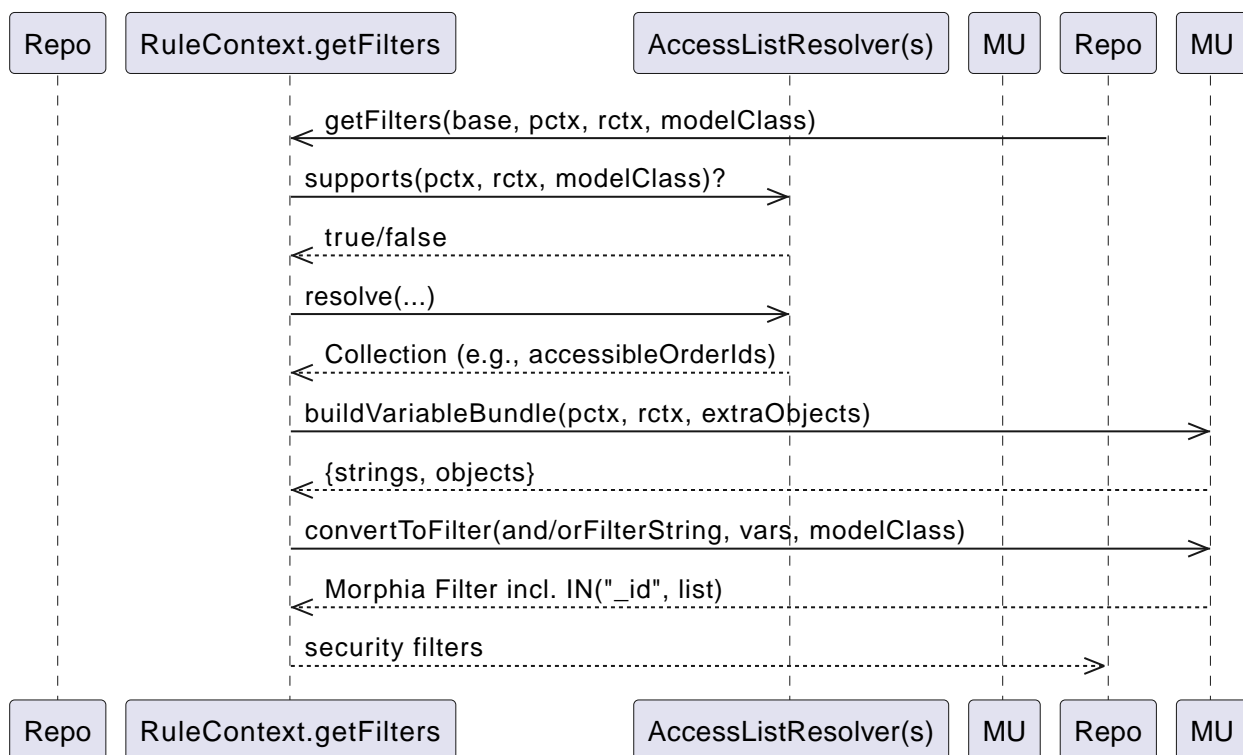 Repo RuleContext.getFilters AccessListResolver(s) MU Repo MU
getFilters(base, pctx, rctx, modelClass)
supports(pctx, rctx, modelClass)?
true/false
resolve(...)
Collection (e.g., accessibleOrderIds)
buildVariableBundle(pctx, rctx, extraObjects)
{strings, objects}
convertToFilter(and/orFilterString, vars, modelClass)
Morphia Filter incl. IN("_id", list)
security filters
Repo RuleContext.getFilters AccessListResolver(s) MU Repo MU